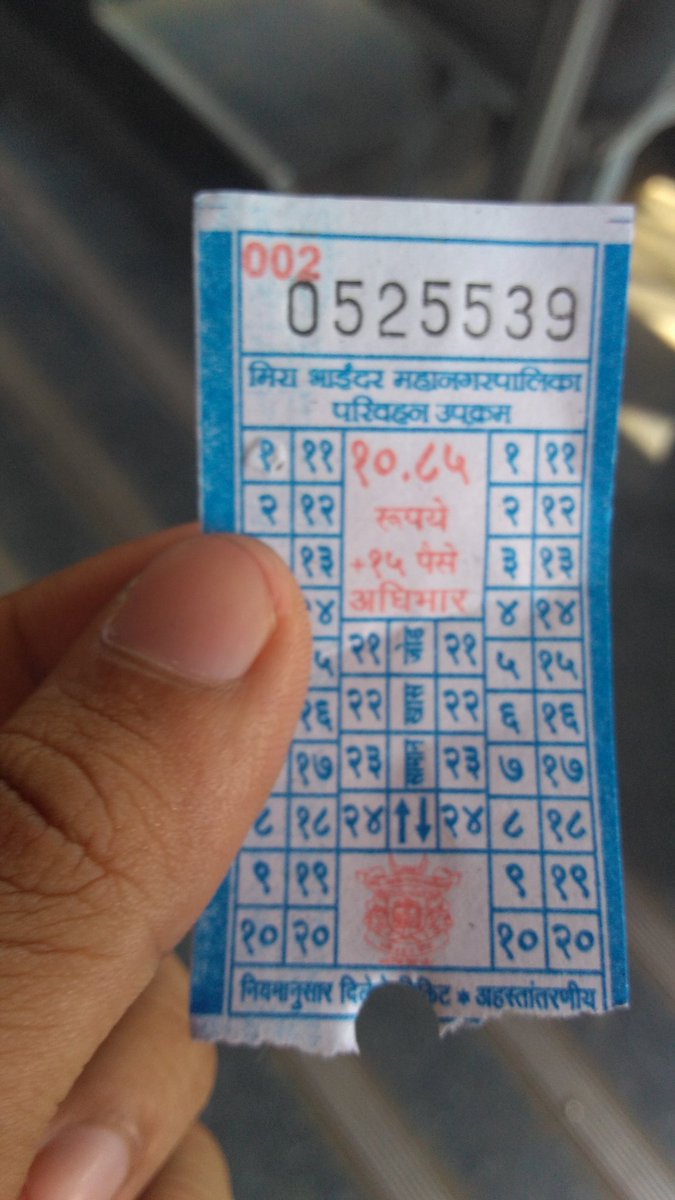 002
0525539
मिरा भाईंदर महानगरपालिका
परिवहन उपक्रम
१ ११ १०.८५ १ ११
२ १२ रूपये २ १२
१३ +१५ पैसे ३ १३
अधिभार ४ १४
२१ जोड २१ ५ १५
२२ खास २२ ६ १६
१७ २३ सामान २३ ७ १७
८ १८ २४ ↑↓ २४ ८ १८
९ १९ ९ १९
१० २० १० २०
नियमानुसार * अहस्तांतरणीय